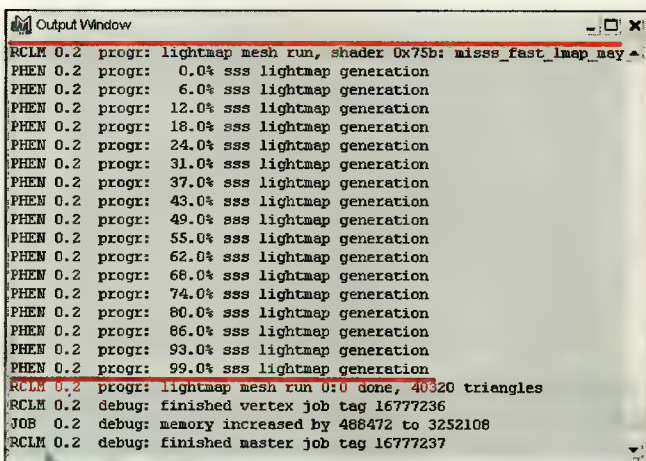 Output Window
RCLM 0.2 progr: lightmap mesh run, shader 0x75b: misss_fast_lmap_may
PHEN 0.2 progr: 0.0% sss lightmap generation
PHEN 0.2 progr: 6.0% sss lightmap generation
PHEN 0.2 progr: 12.0% sss lightmap generation
PHEN 0.2 progr: 18.0% sss lightmap generation
PHEN 0.2 progr: 24.0% sss lightmap generation
PHEN 0.2 progr: 31.0% sss lightmap generation
PHEN 0.2 progr: 37.0% sss lightmap generation
PHEN 0.2 progr: 43.0% sss lightmap generation
PHEN 0.2 progr: 49.0% sss lightmap generation
PHEN 0.2 progr: 55.0% sss lightmap generation
PHEN 0.2 progr: 62.0% sss lightmap generation
PHEN 0.2 progr: 68.0% sss lightmap generation
PHEN 0.2 progr: 74.0% sss lightmap generation
PHEN 0.2 progr: 80.0% sss lightmap generation
PHEN 0.2 progr: 86.0% sss lightmap generation
PHEN 0.2 progr: 93.0% sss lightmap generation
PHEN 0.2 progr: 99.0% sss lightmap generation
RCLM 0.2 progr: lightmap mesh run 0:0 done, 40320 triangles
RCLM 0.2 debug: finished vertex job tag 16777236
JOB 0.2 debug: memory increased by 488472 to 3252108
RCLM 0.2 debug: finished master job tag 16777237